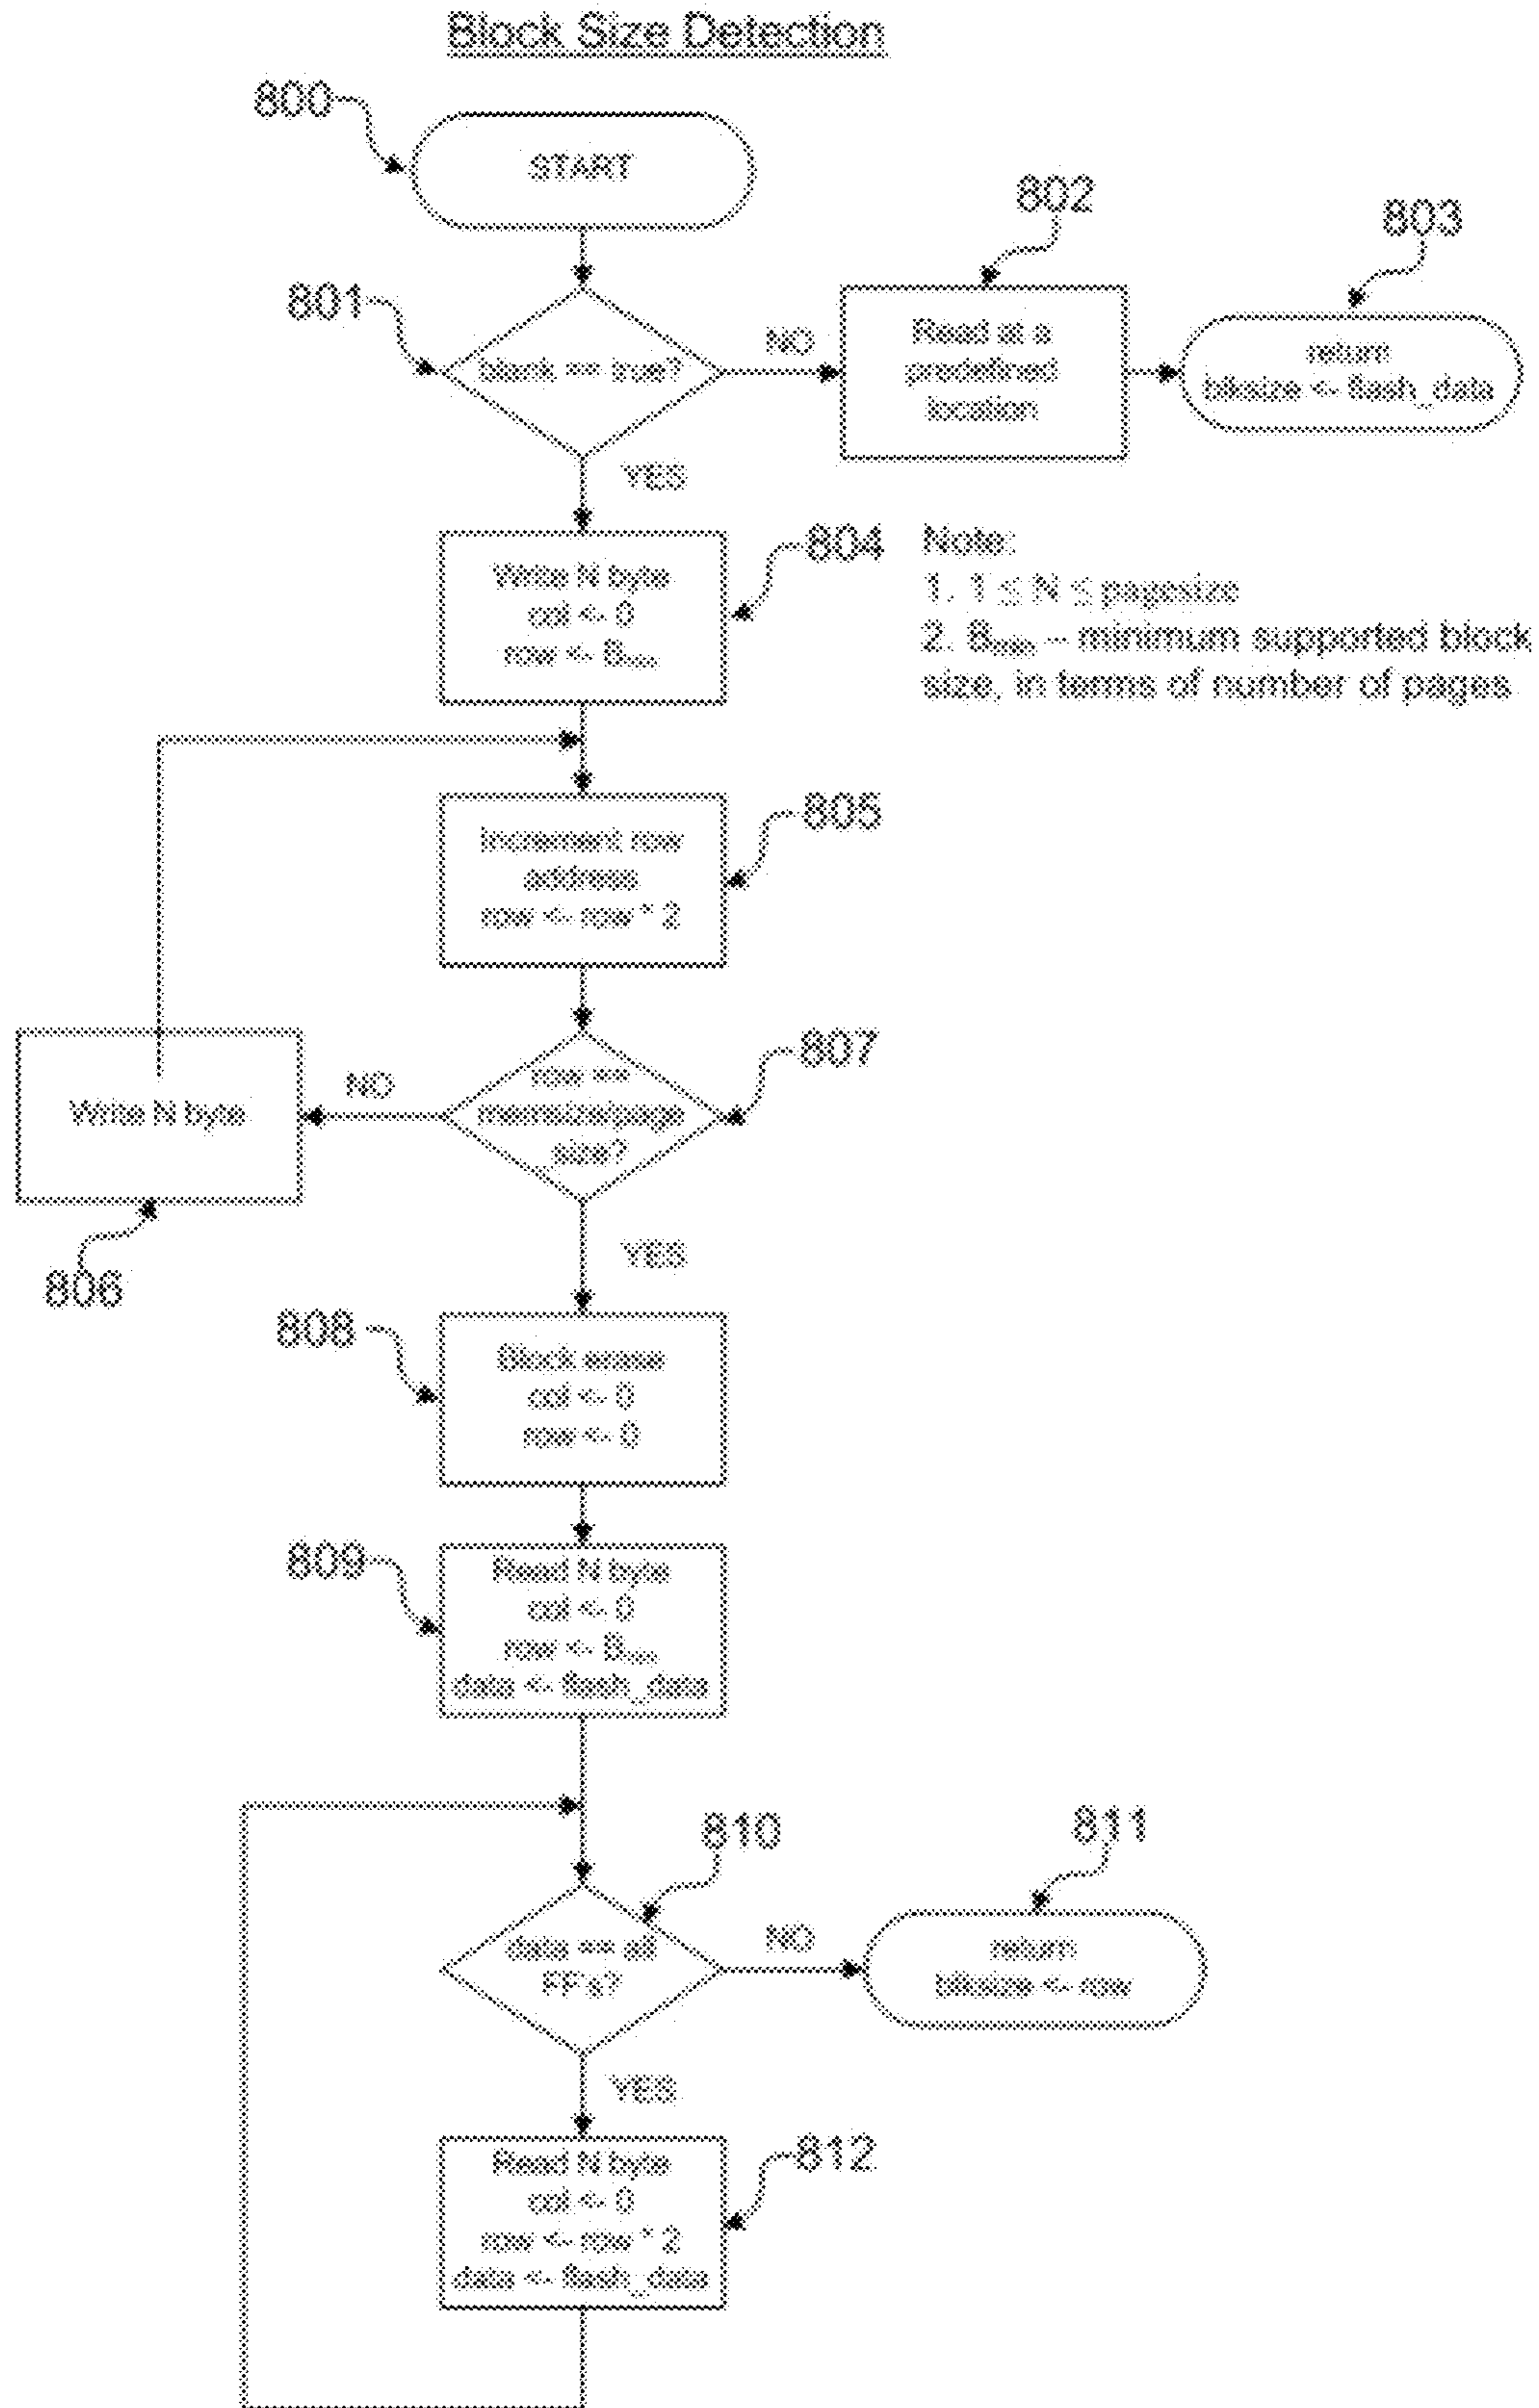 Block Size Detection
800
START
802
803
801
blank == true?
NO
Read at a
predefined
location
return
blksize <- flash_data
YES
804
Write N byte
col <- 0
row <- Bmin
Note:
1. 1 ≤ N ≤ pagesize
2. Bmin – minimum supported block
size, in terms of number of pages
805
Increment row
address
row <- row * 2
807
row ==
memsize/page
size?
NO
Write N byte
806
YES
808
Block erase
col <- 0
row <- 0
809
Read N byte
col <- 0
row <- Bmin
data <- flash_data
810
811
data == all
FF's?
NO
return
blksize <- row
YES
812
Read N byte
col <- 0
row <- row * 2
data <- flash_data